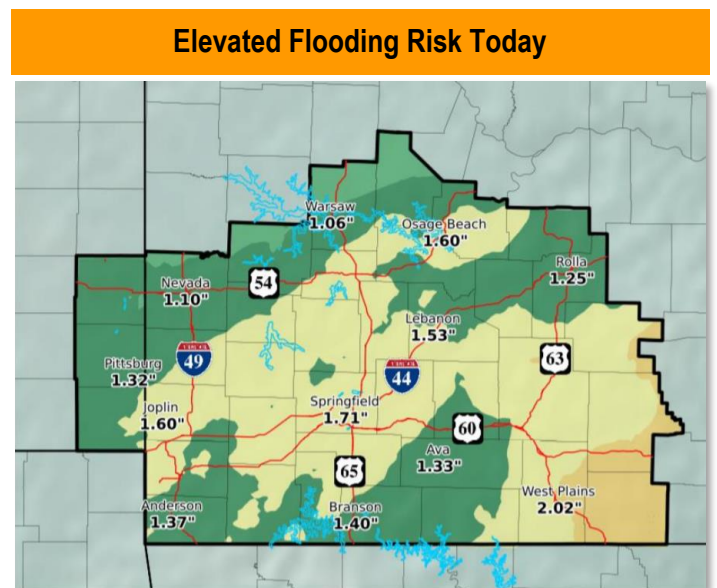 Elevated Flooding Risk Today
Warsaw
1.06"
Osage Beach
1.60"
Rolla
1.25"
Nevada
1.10"
54
Lebanon
1.53"
63
Pittsburg
1.32"
49
44
Joplin
1.60"
Springfield
1.71"
60
Ava
1.33"
65
West Plains
2.02"
Anderson
1.37"
Branson
1.40"